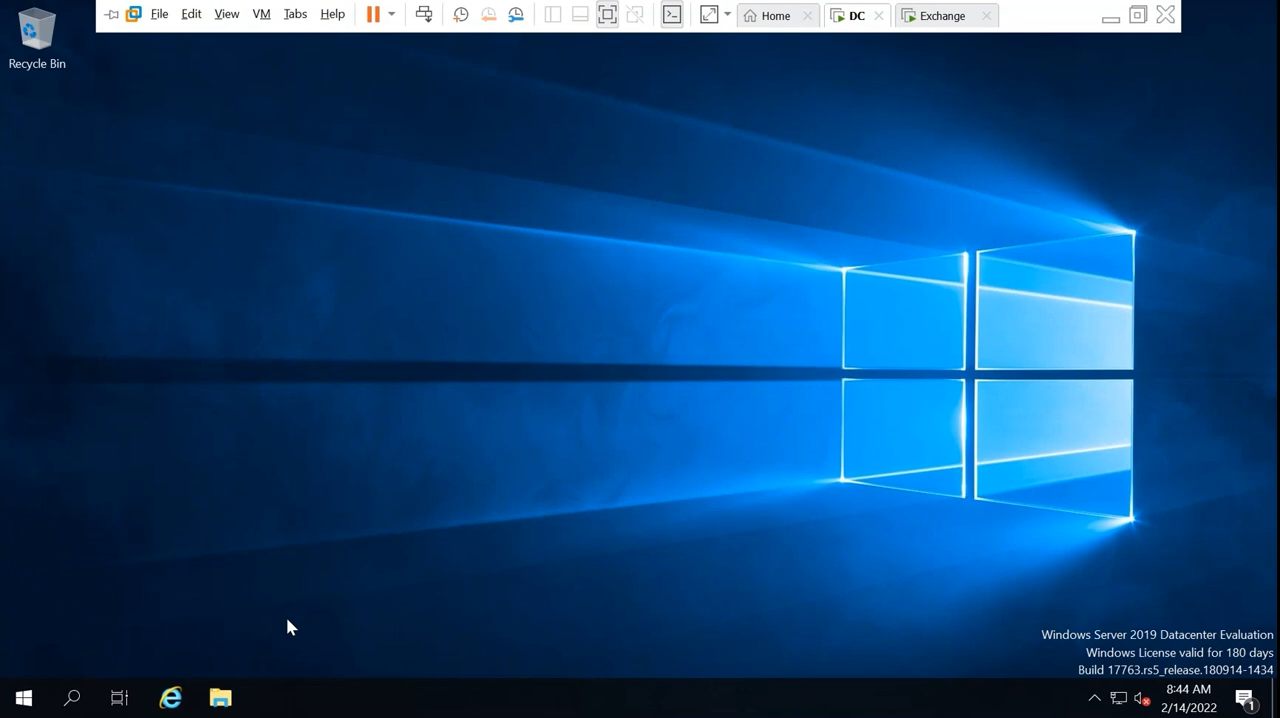 File Edit View VM Tabs Help Home DC Exchange
Recycle Bin
Windows Server 2019 Datacenter Evaluation
Windows License valid for 180 days
Build 17763.rs5_release.180914-1434
8:44 AM
2/14/2022
1